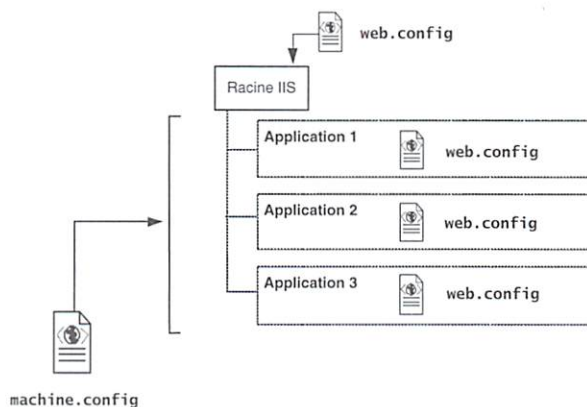 web.config
Racine IIS
Application 1
web.config
Application 2
web.config
Application 3
web.config
machine.config